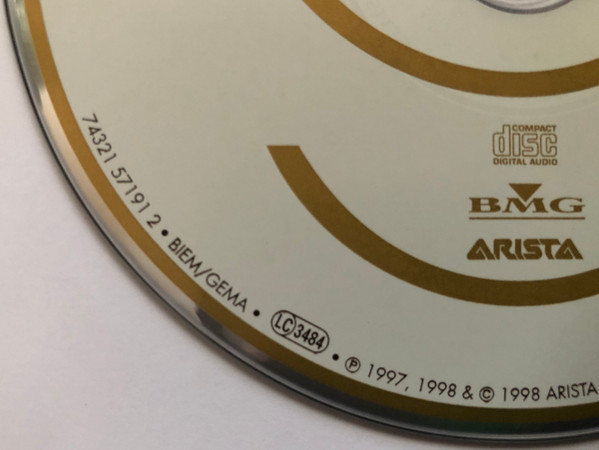 COMPACT
disc
DIGITAL AUDIO
BMG
ARISTA
74321 57191 2 • BIEM/GEMA • LC 3484 • ℗ 1997, 1998 & © 1998 ARISTA